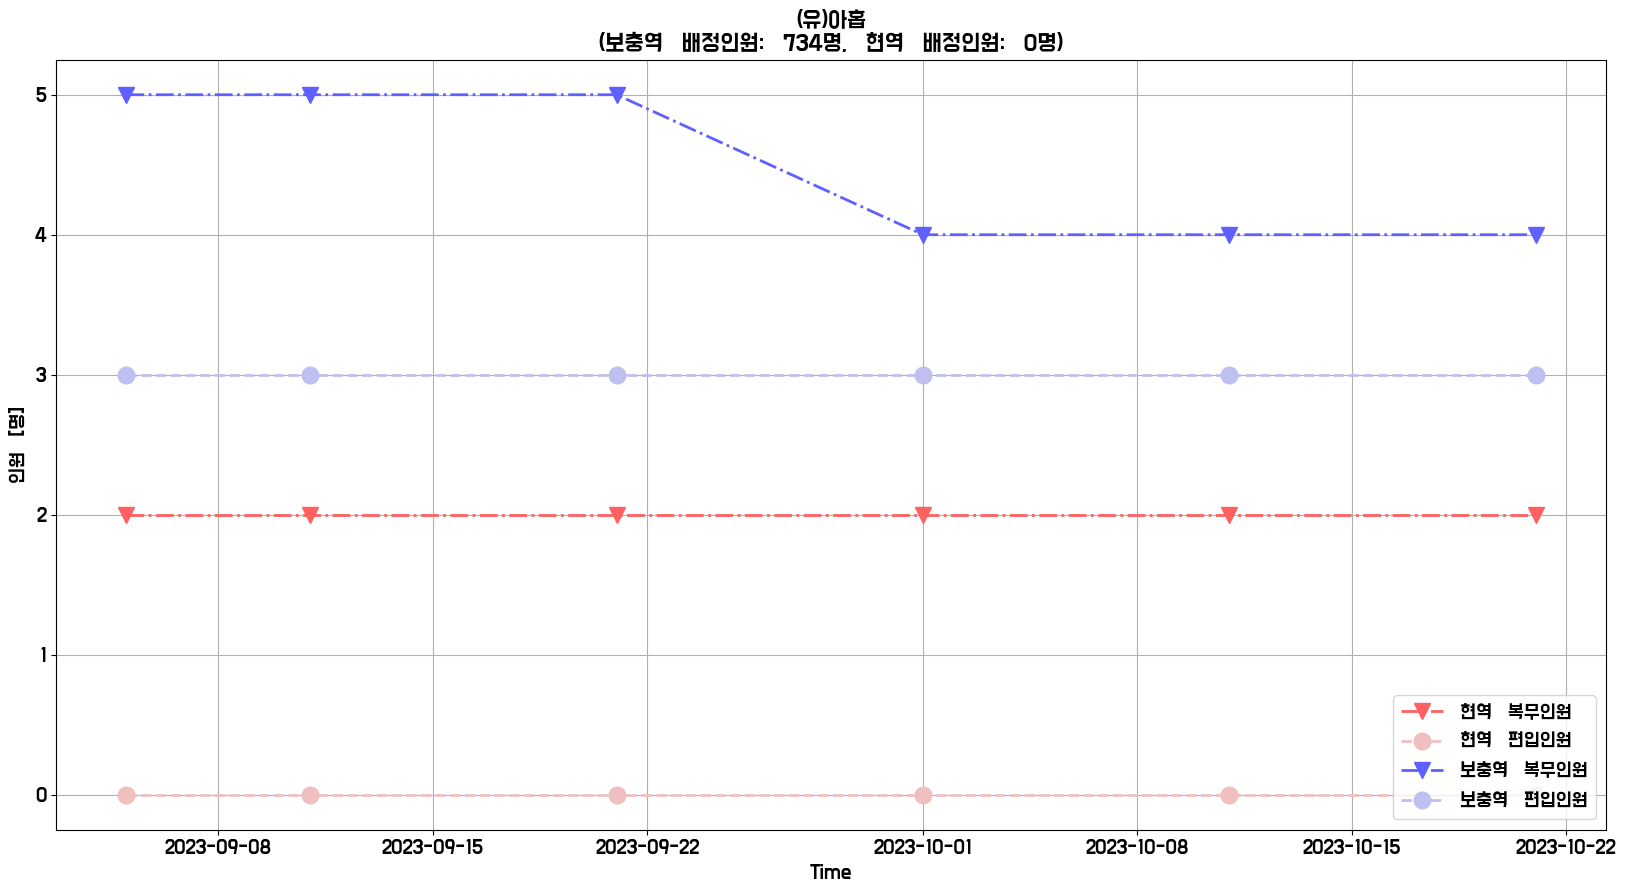 (유)아홉
(보충역 배정인원: 734명, 현역 배정인원: 0명)
5
4
3
2
1
0
인원 [명]
2023-09-08 2023-09-15 2023-09-22 2023-10-01 2023-10-08 2023-10-15 2023-10-22
Time
현역 복무인원
현역 편입인원
보충역 복무인원
보충역 편입인원